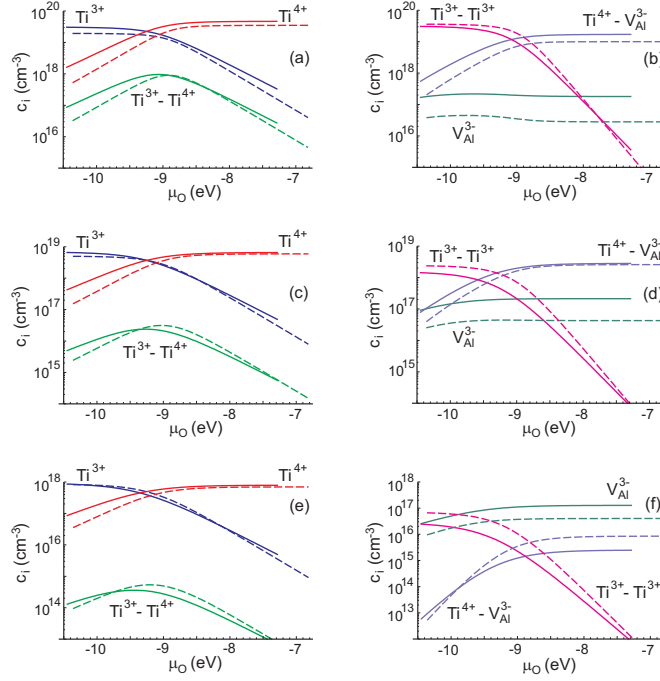 10^20
Ti^3+
Ti^4+
(a)
10^18
Ti^3+ - Ti^4+
10^16
c_i (cm^-3)
-10 -9 -8 -7
μ_O (eV)
10^20
Ti^3+ - Ti^3+
Ti^4+ - V_Al^3-
(b)
10^18
10^16
V_Al^3-
c_i (cm^-3)
-10 -9 -8 -7
μ_O (eV)
10^19
Ti^3+
Ti^4+
(c)
10^17
Ti^3+ - Ti^4+
10^15
c_i (cm^-3)
-10 -9 -8 -7
μ_O (eV)
10^19
Ti^3+ - Ti^3+
Ti^4+ - V_Al^3-
(d)
10^17
V_Al^3-
10^15
c_i (cm^-3)
-10 -9 -8 -7
μ_O (eV)
Ti^3+
Ti^4+
10^18
(e)
10^16
Ti^3+ - Ti^4+
10^14
c_i (cm^-3)
-10 -9 -8 -7
μ_O (eV)
10^18
10^17
V_Al^3-
(f)
10^16
10^15
10^14
Ti^3+ - Ti^3+
10^13
Ti^4+ - V_Al^3-
c_i (cm^-3)
-10 -9 -8 -7
μ_O (eV)